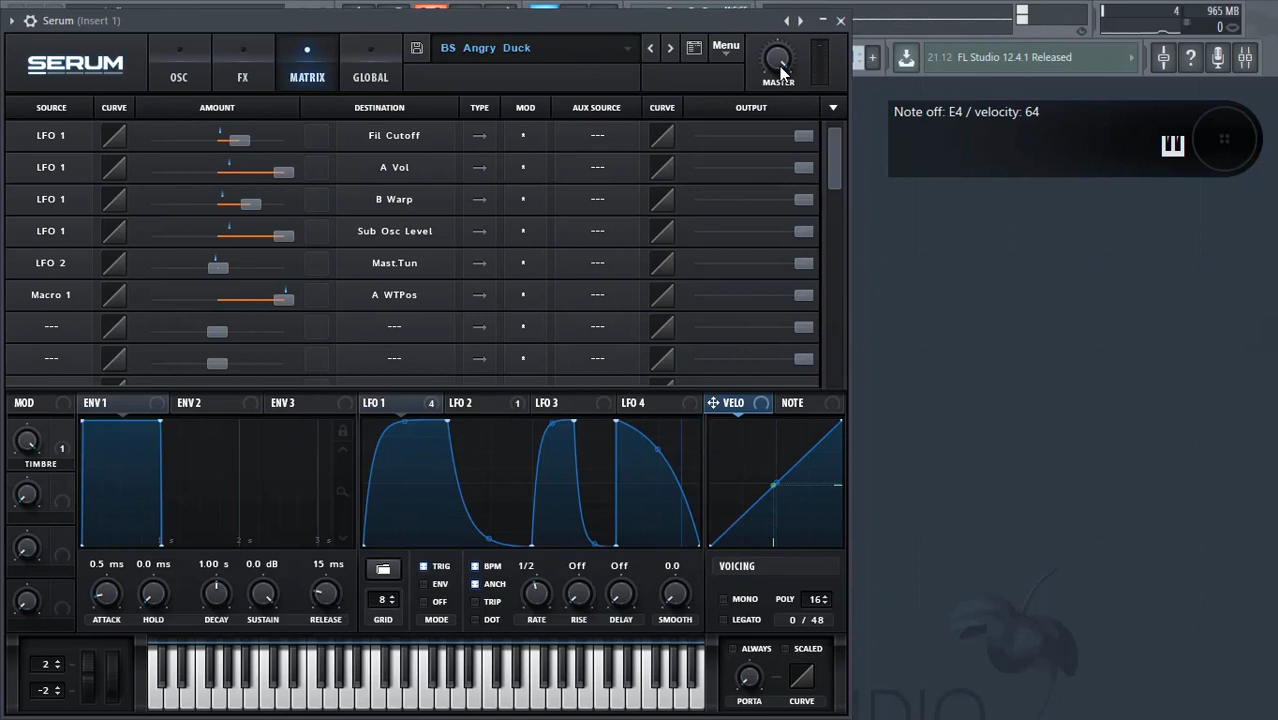 Serum (Insert 1)
4
965 MB
0
SERUM
OSC
FX
MATRIX
GLOBAL
BS Angry Duck
Menu
MASTER
21.12 FL Studio 12.4.1 Released
Note off: E4 / velocity: 64
SOURCE CURVE AMOUNT DESTINATION TYPE MOD AUX SOURCE CURVE OUTPUT
LFO 1 Fil Cutoff * ---
LFO 1 A Vol * ---
LFO 1 B Warp * ---
LFO 1 Sub Osc Level * ---
LFO 2 Mast.Tun * ---
Macro 1 A WTPos * ---
--- --- * ---
--- --- * ---
MOD ENV 1 ENV 2 ENV 3 LFO 1 4 LFO 2 1 LFO 3 LFO 4 VELO NOTE
1
TIMBRE
1 s 2 s 3 s
0.5 ms 0.0 ms 1.00 s 0.0 dB 15 ms
ATTACK HOLD DECAY SUSTAIN RELEASE
8
GRID
TRIG
ENV
OFF
MODE
BPM
ANCH
TRIP
DOT
1/2 Off Off 0.0
RATE RISE DELAY SMOOTH
VOICING
MONO POLY 16
LEGATO 0 / 48
2
-2
ALWAYS SCALED
PORTA CURVE